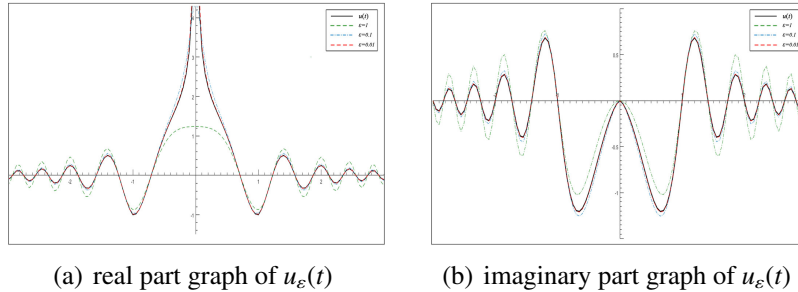 u(t)
ε=1
ε=0.1
ε=0.01
u(t)
ε=1
ε=0.1
ε=0.01
(a) real part graph of uε(t)
(b) imaginary part graph of uε(t)